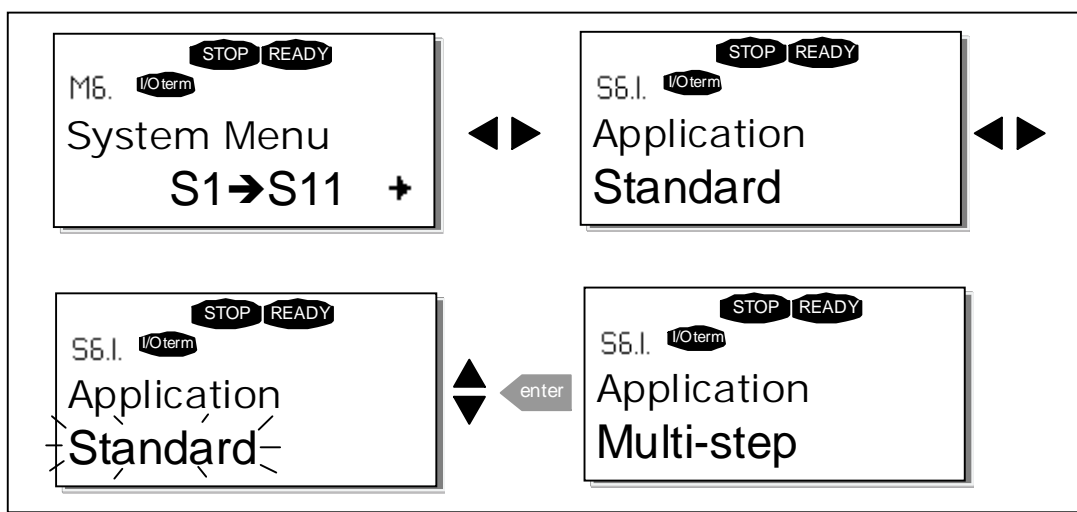 STOP READY
M6. I/Oterm
System Menu
S1➔S11
STOP READY
S6.1. I/Oterm
Application
Standard
STOP READY
S6.1. I/Oterm
Application
Standard
enter
STOP READY
S6.1. I/Oterm
Application
Multi-step